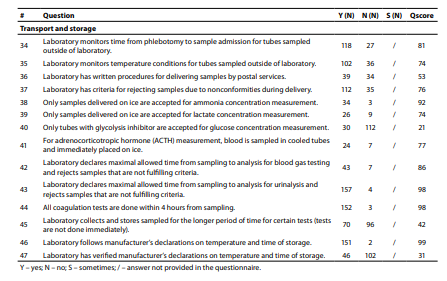 # Question Y (N) N (N) S (N) Qscore
Transport and storage
34 Laboratory monitors time from phlebotomy to sample admission for tubes sampled outside of laboratory. 118 27 / 81
35 Laboratory monitors temperature conditions for tubes sampled outside of laboratory. 102 36 / 74
36 Laboratory has written procedures for delivering samples by postal services. 39 34 / 53
37 Laboratory has criteria for rejecting samples due to nonconformities during delivery. 112 35 / 76
38 Only samples delivered on ice are accepted for ammonia concentration measurement. 34 3 / 92
39 Only samples delivered on ice are accepted for lactate concentration measurement. 26 9 / 74
40 Only tubes with glycolysis inhibitor are accepted for glucose concentration measurement. 30 112 / 21
41 For adrenocorticotropic hormone (ACTH) measurement, blood is sampled in cooled tubes and immediately placed on ice. 24 7 / 77
42 Laboratory declares maximal allowed time from sampling to analysis for blood gas testing and rejects samples that are not fulfilling criteria. 43 7 / 86
43 Laboratory declares maximal allowed time from sampling to analysis for urinalysis and rejects samples that are not fulfilling criteria. 157 4 / 98
44 All coagulation tests are done within 4 hours from sampling. 152 3 / 98
45 Laboratory collects and stores sampled for the longer period of time for certain tests (tests are not done immediately). 70 96 / 42
46 Laboratory follows manufacturer's declarations on temperature and time of storage. 151 2 / 99
47 Laboratory has verified manufacturer's declarations on temperature and time of storage. 46 102 / 31
Y – yes; N – no; S – sometimes; / – answer not provided in the questionnaire.